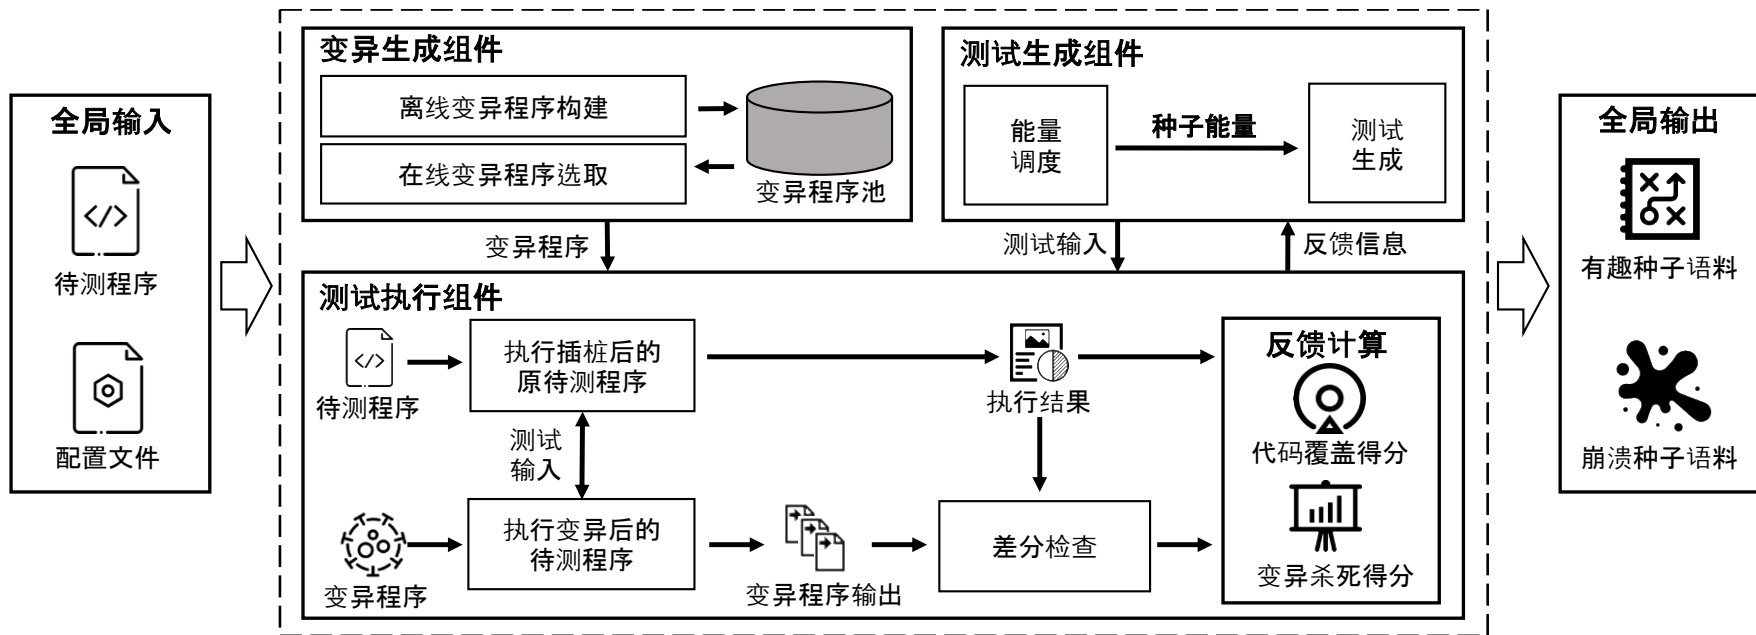 全局输入
待测程序
配置文件
变异生成组件
离线变异程序构建
在线变异程序选取
变异程序池
测试生成组件
能量
调度
种子能量
测试
生成
变异程序
测试输入
反馈信息
测试执行组件
待测程序
执行插桩后的
原待测程序
执行结果
测试
输入
变异程序
执行变异后的
待测程序
变异程序输出
差分检查
反馈计算
代码覆盖得分
变异杀死得分
全局输出
有趣种子语料
崩溃种子语料